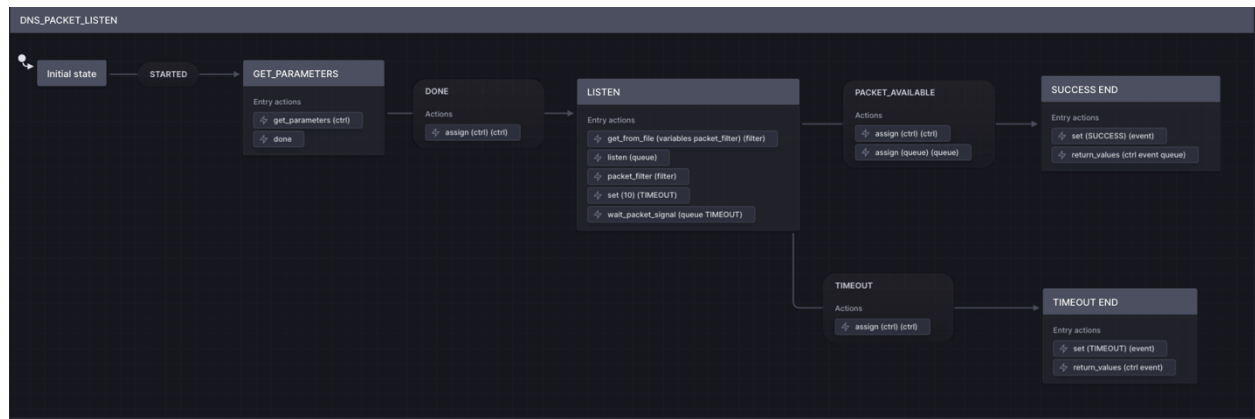 DNS_PACKET_LISTEN
Initial state
STARTED
GET_PARAMETERS
Entry actions
get_parameters (ctrl)
done
DONE
Actions
assign (ctrl) (ctrl)
LISTEN
Entry actions
get_from_file (variables packet_filter) (filter)
listen (queue)
packet_filter (filter)
set (10) (TIMEOUT)
wait_packet_signal (queue TIMEOUT)
PACKET_AVAILABLE
Actions
assign (ctrl) (ctrl)
assign (queue) (queue)
SUCCESS END
Entry actions
set (SUCCESS) (event)
return_values (ctrl event queue)
TIMEOUT
Actions
assign (ctrl) (ctrl)
TIMEOUT END
Entry actions
set (TIMEOUT) (event)
return_values (ctrl event)